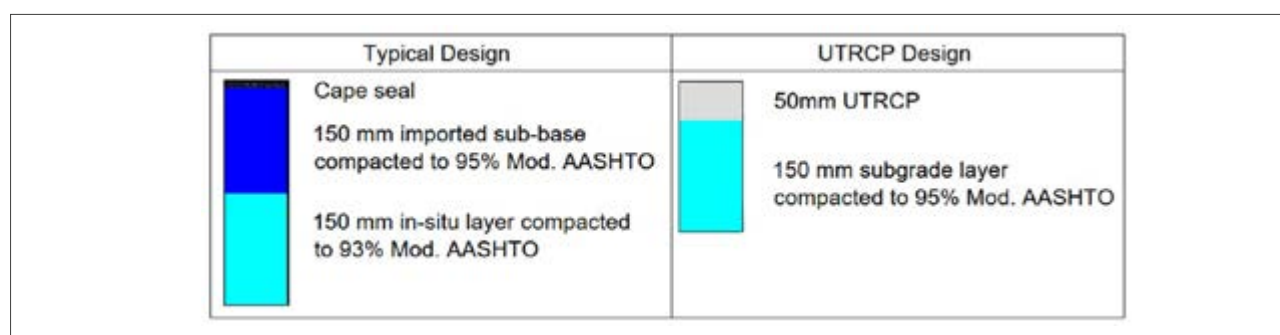 Typical Design
UTRCP Design
Cape seal
150 mm imported sub-base
compacted to 95% Mod. AASHTO
150 mm in-situ layer compacted
to 93% Mod. AASHTO
50mm UTRCP
150 mm subgrade layer
compacted to 95% Mod. AASHTO